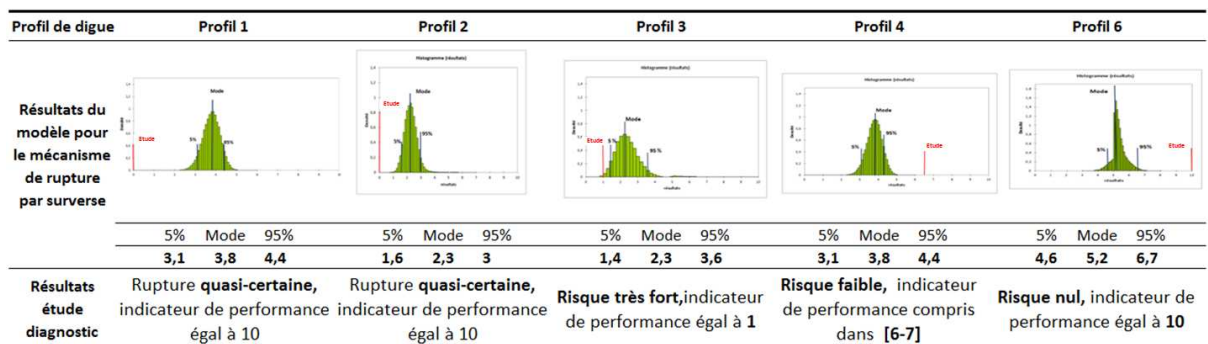 Profil de digue Profil 1 Profil 2 Profil 3 Profil 4 Profil 6
Résultats du
modèle pour
le mécanisme
de rupture
par surverse
Mode
5%
95%
Etude
Histogramme (résultats)
Mode
5%
95%
Etude
résultats
Histogramme (résultats)
Mode
5%
95%
Etude
résultats
Histogramme (résultats)
Mode
5%
95%
Etude
résultats
Histogramme (résultats)
Mode
5%
95%
Etude
résultats
5% Mode 95% 5% Mode 95% 5% Mode 95% 5% Mode 95% 5% Mode 95%
3,1 3,8 4,4 1,6 2,3 3 1,4 2,3 3,6 3,1 3,8 4,4 4,6 5,2 6,7
Résultats
étude
diagnostic
Rupture quasi-certaine,
indicateur de performance
égal à 10
Rupture quasi-certaine,
indicateur de performance
égal à 10
Risque très fort,indicateur
de performance égal à 1
Risque faible, indicateur
de performance compris
dans [6-7]
Risque nul, indicateur de
performance égal à 10